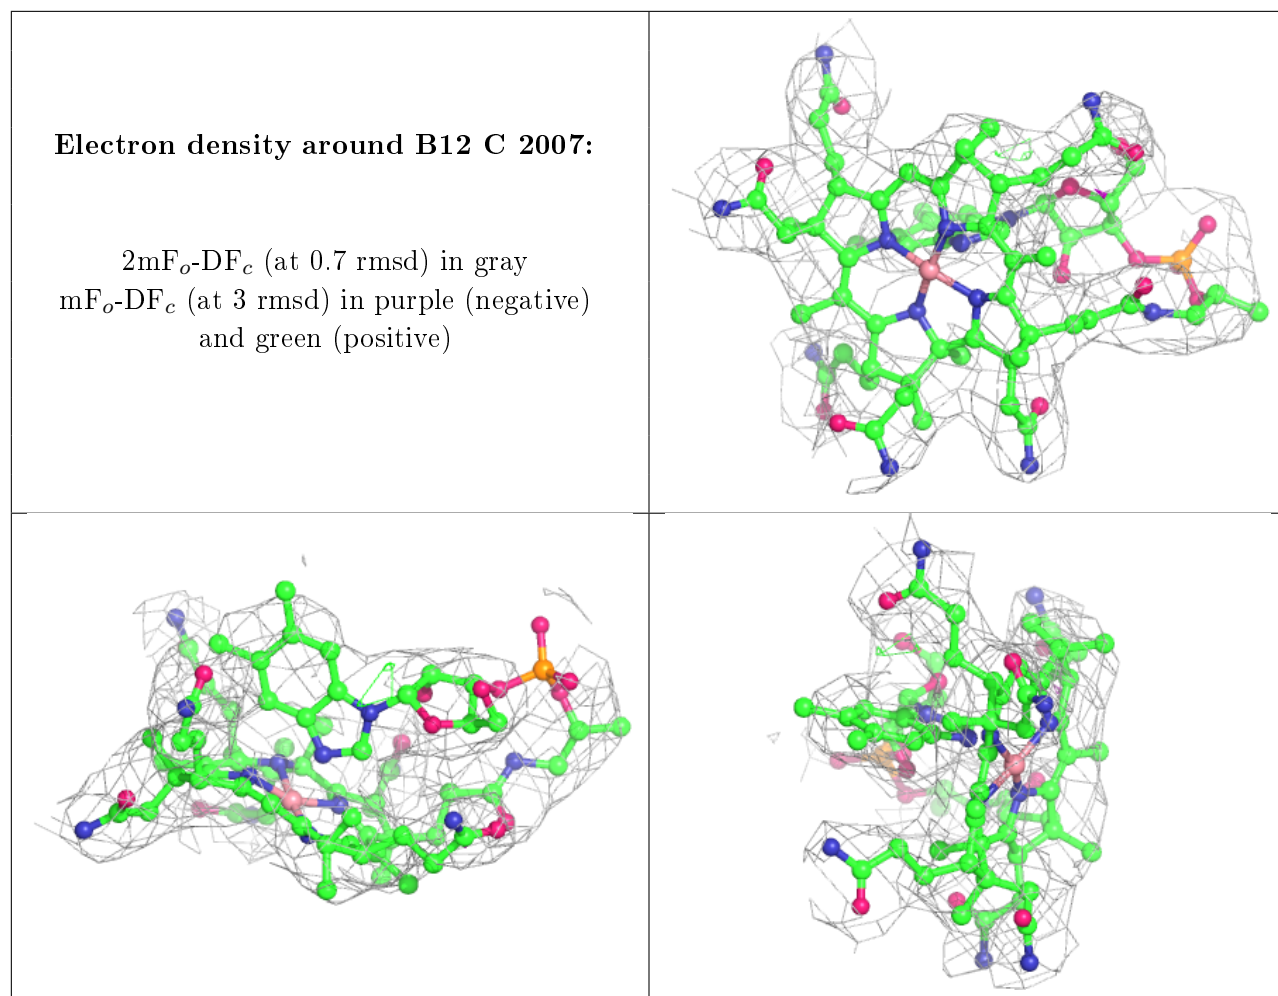 Electron density around B12 C 2007:
2mFo-DFc (at 0.7 rmsd) in gray
mFo-DFc (at 3 rmsd) in purple (negative)
and green (positive)